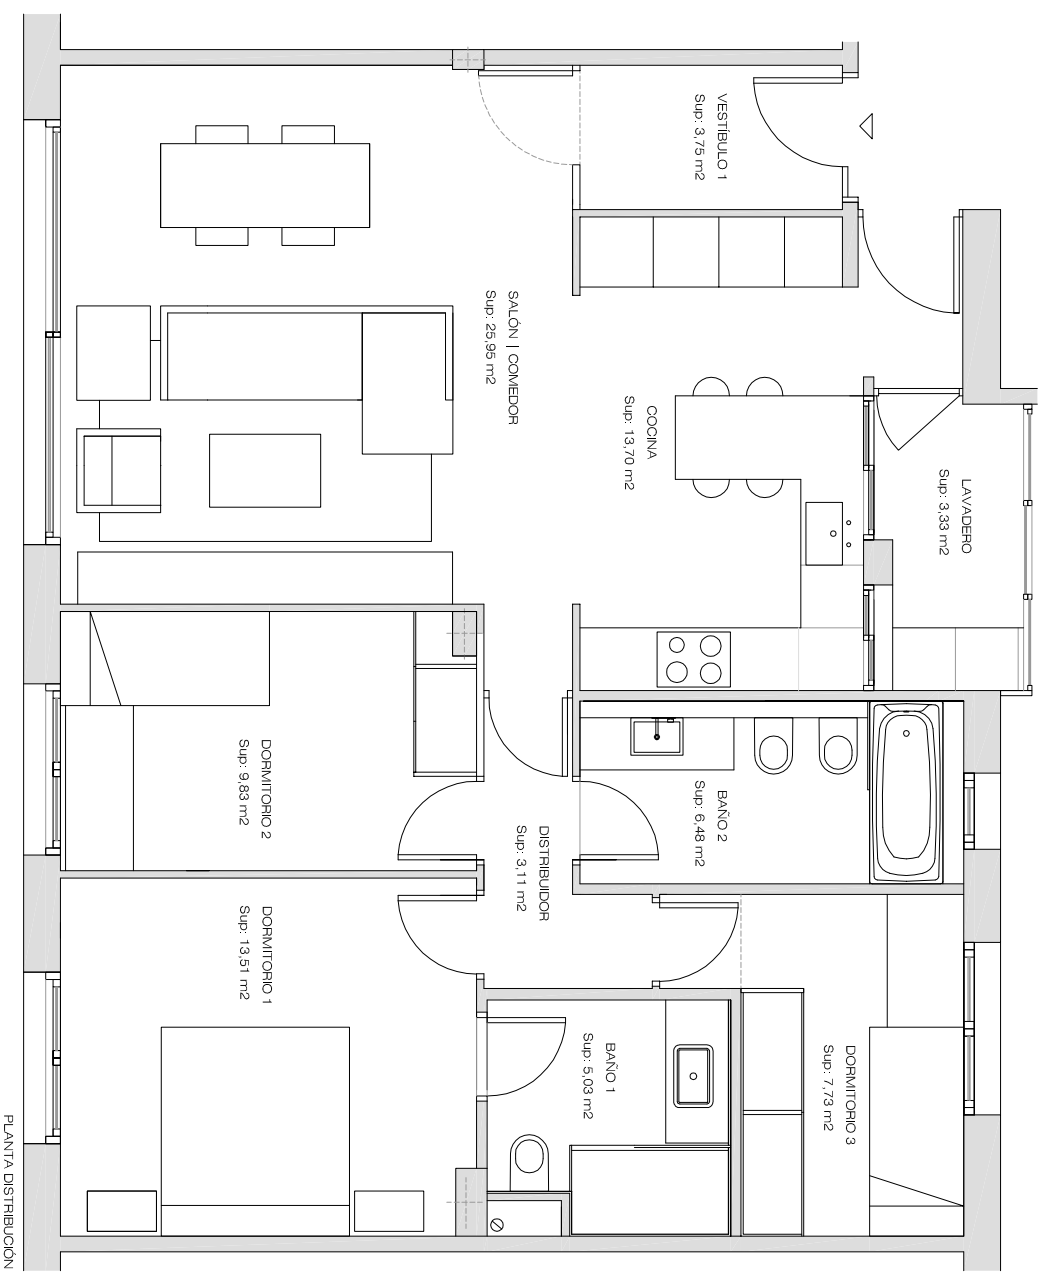 VESTÍBULO 1
Sup: 3,75 m2
SALÓN | COMEDOR
Sup: 25,95 m2
COCINA
Sup: 13,70 m2
LAVADERO
Sup: 3,33 m2
DORMITORIO 2
Sup: 9,83 m2
BAÑO 2
Sup: 6,48 m2
DISTRIBUIDOR
Sup: 3,11 m2
DORMITORIO 1
Sup: 13,51 m2
BAÑO 1
Sup: 5,03 m2
DORMITORIO 3
Sup: 7,73 m2
PLANTA DISTRIBUCIÓN